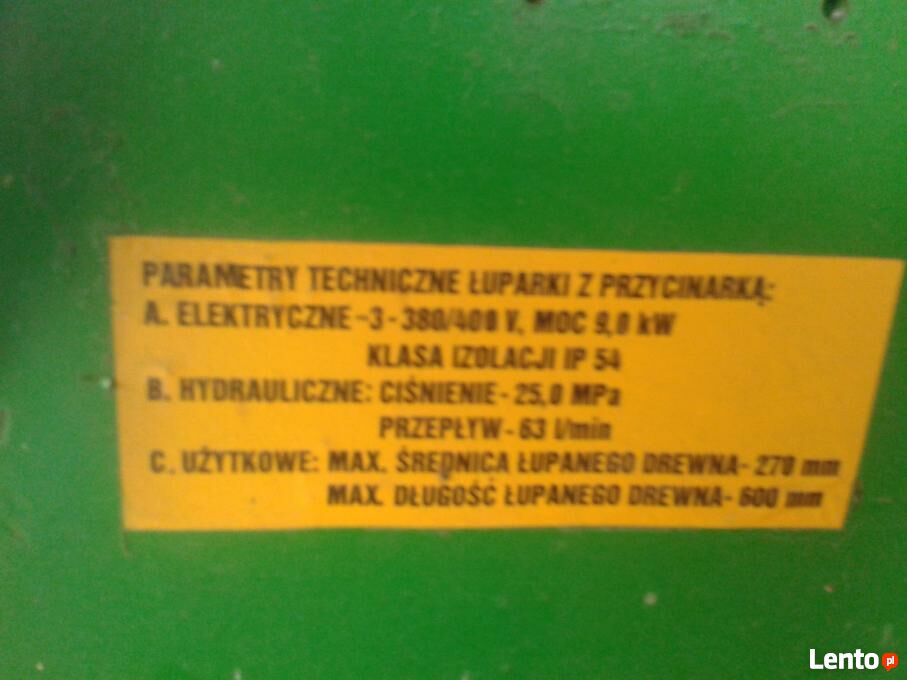 PARAMETRY TECHNICZNE ŁUPARKI Z PRZYCINARKĄ:
A. ELEKTRYCZNE -3 - 380/400 V, MOC 9,0 kW
KLASA IZOLACJI IP 54
B. HYDRAULICZNE: CIŚNIENIE - 25,0 MPa
PRZEPŁYW - 63 l/min
C. UŻYTKOWE: MAX. ŚREDNICA ŁUPANEGO DREWNA - 270 mm
MAX. DŁUGOŚĆ ŁUPANEGO DREWNA - 600 mm
Lento.pl